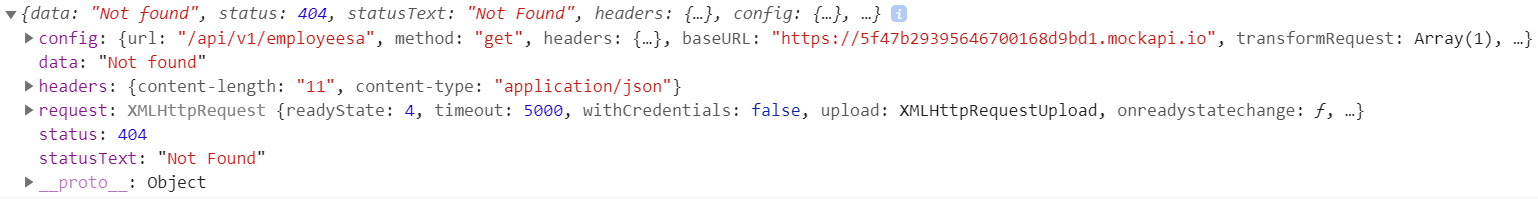 ▼{data: "Not found", status: 404, statusText: "Not Found", headers: {…}, config: {…}, …} i
▶config: {url: "/api/v1/employeesa", method: "get", headers: {…}, baseURL: "https://5f47b29395646700168d9bd1.mockapi.io", transformRequest: Array(1), …}
data: "Not found"
▶headers: {content-length: "11", content-type: "application/json"}
▶request: XMLHttpRequest {readyState: 4, timeout: 5000, withCredentials: false, upload: XMLHttpRequestUpload, onreadystatechange: ƒ, …}
status: 404
statusText: "Not Found"
▶__proto__: Object